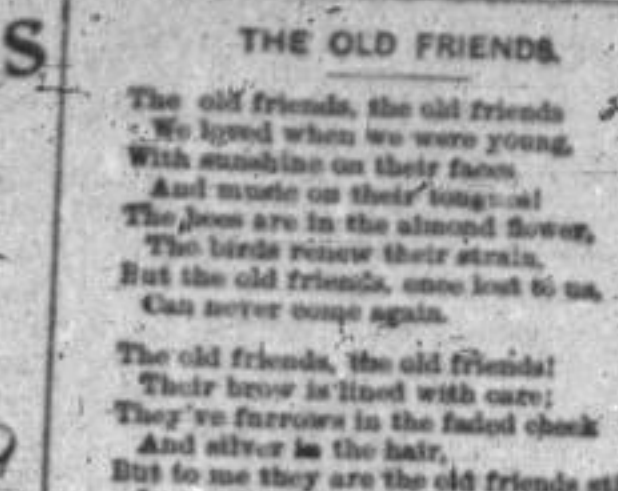 S
THE OLD FRIENDS.
The old friends, the old friends
We loved when we were young,
With sunshine on their faces
And music on their tongues!
The bees are in the almond flower,
The birds renew their strain,
But the old friends, once lost to us,
Can never come again.
The old friends, the old friends!
Their brow is lined with care;
They've furrows in the faded cheek
And silver in the hair,
But to me they are the old friends